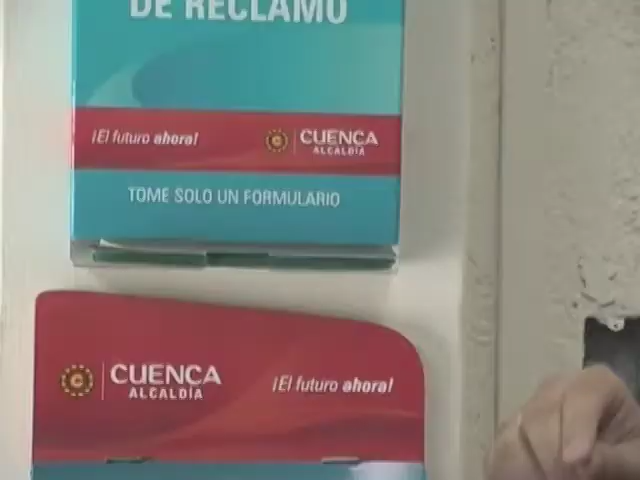 DE RECLAMO
¡El futuro ahora!
CUENCA
ALCALDÍA
TOME SOLO UN FORMULARIO
CUENCA
ALCALDÍA
¡El futuro ahora!